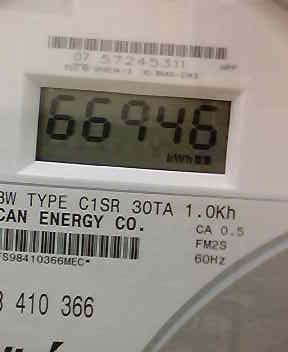 07 57245311
66946
kWh
3W TYPE C1SR 30TA 1.0Kh
CAN ENERGY CO.
CA 0.5
FM2S
60Hz
S98410366MEC*
3 410 366